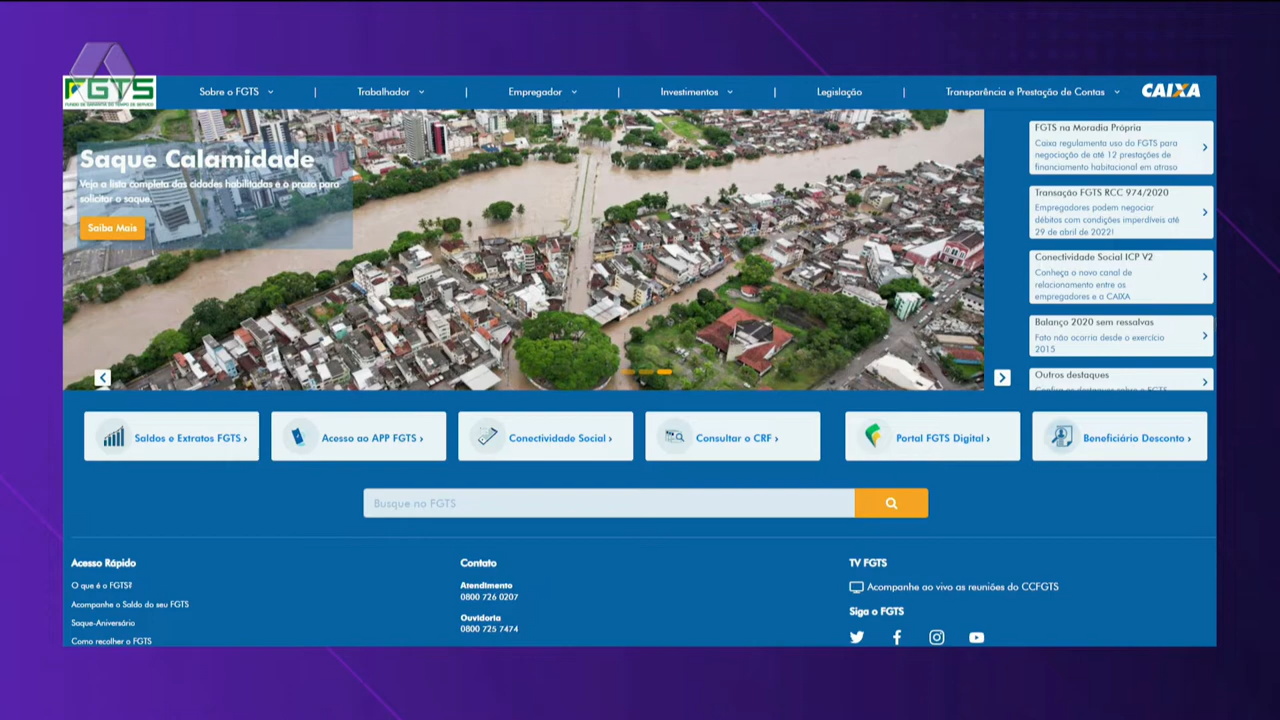 FGTS
FUNDO DE GARANTIA DO TEMPO DE SERVIÇO
Sobre o FGTS
|
Trabalhador
|
Empregador
|
Investimentos
|
Legislação
|
Transparência e Prestação de Contas
CAIXA
Saque Calamidade
Veja a lista completa das cidades habilitadas e o prazo para
solicitar o saque.
Saiba Mais
FGTS na Moradia Própria
Caixa regulamenta uso do FGTS para
negociação de até 12 prestações de
financiamento habitacional em atraso
Transação FGTS RCC 974/2020
Empregadores podem negociar
débitos com condições imperdíveis até
29 de abril de 2022!
Conectividade Social ICP V2
Conheça o novo canal de
relacionamento entre os
empregadores e a CAIXA
Balanço 2020 sem ressalvas
Fato não ocorria desde o exercício
2015
Outros destaques
Confira os destaques sobre o FGTS
Saldos e Extratos FGTS ›
Acesso ao APP FGTS ›
Conectividade Social ›
Consultar o CRF ›
Portal FGTS Digital ›
Beneficiário Desconto ›
Busque no FGTS
Acesso Rápido
O que é o FGTS?
Acompanhe o Saldo do seu FGTS
Saque-Aniversário
Como recolher o FGTS
Contato
Atendimento
0800 726 0207
Ouvidoria
0800 725 7474
TV FGTS
Acompanhe ao vivo as reuniões do CCFGTS
Siga o FGTS